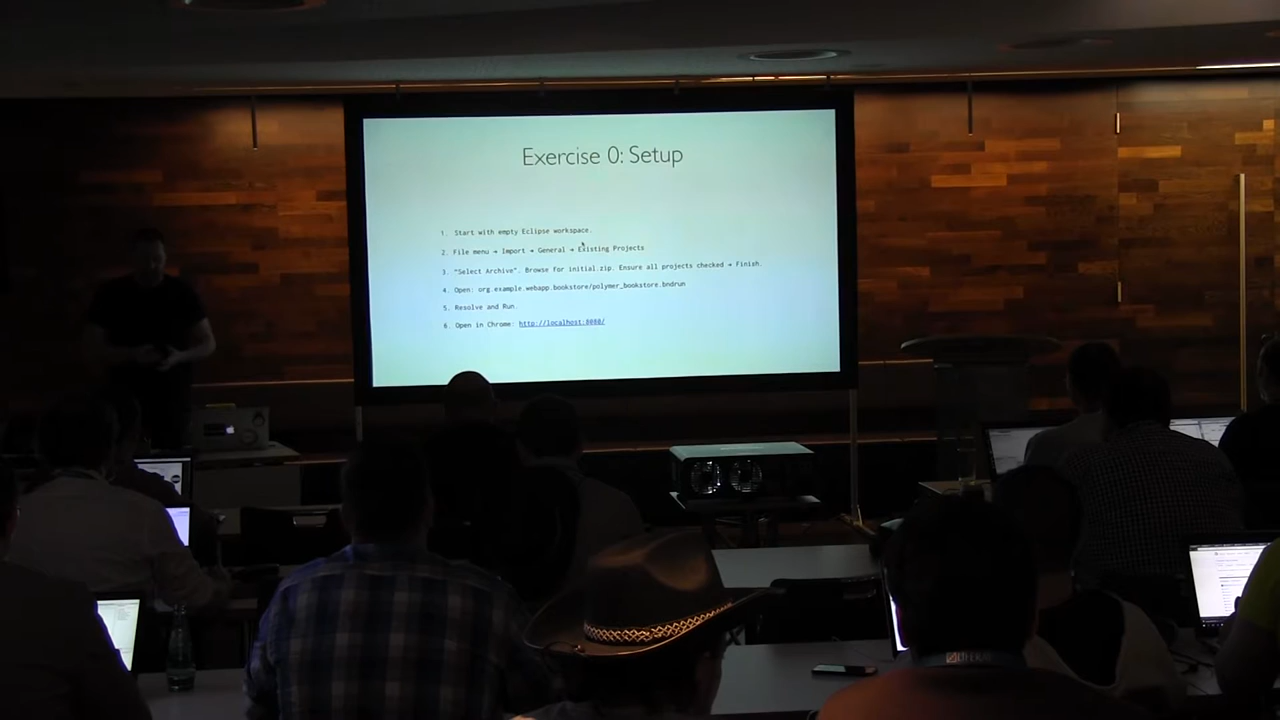 Exercise 0: Setup
1. Start with empty Eclipse workspace.
2. File menu → Import → General → Existing Projects
3. "Select Archive". Browse for initial.zip. Ensure all projects checked → Finish.
4. Open: org.example.webapp.bookstore/polymer_bookstore.bndrun
5. Resolve and Run.
6. Open in Chrome: http://localhost:8080/
LIFERAY